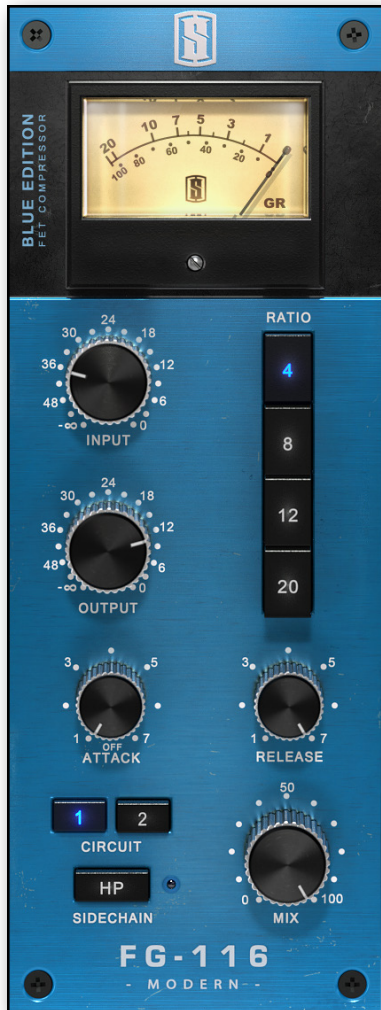 S
BLUE EDITION
FET COMPRESSOR
20 10 7 5 3 1
100 80 60 40 20
S
GR
RATIO
24
30 18
36 12
48 6
-∞ 0
INPUT
4
8
12
20
24
30 18
36 12
48 6
-∞ 0
OUTPUT
3 5
1 OFF 7
ATTACK
3 5
1 7
RELEASE
1 2
CIRCUIT
HP
SIDECHAIN
50
0 100
MIX
FG-116
- MODERN -